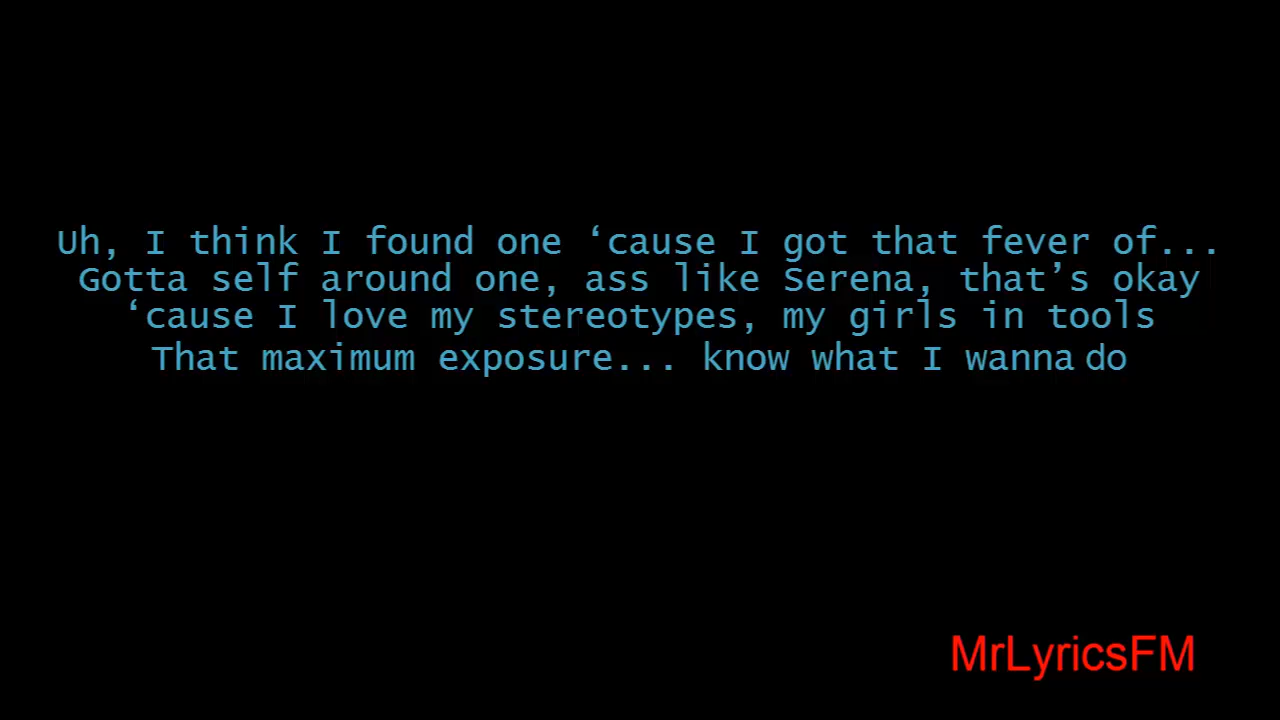 Uh, I think I found one ‘cause I got that fever of...
Gotta self around one, ass like Serena, that’s okay
‘cause I love my stereotypes, my girls in tools
That maximum exposure... know what I wanna do
MrLyricsFM